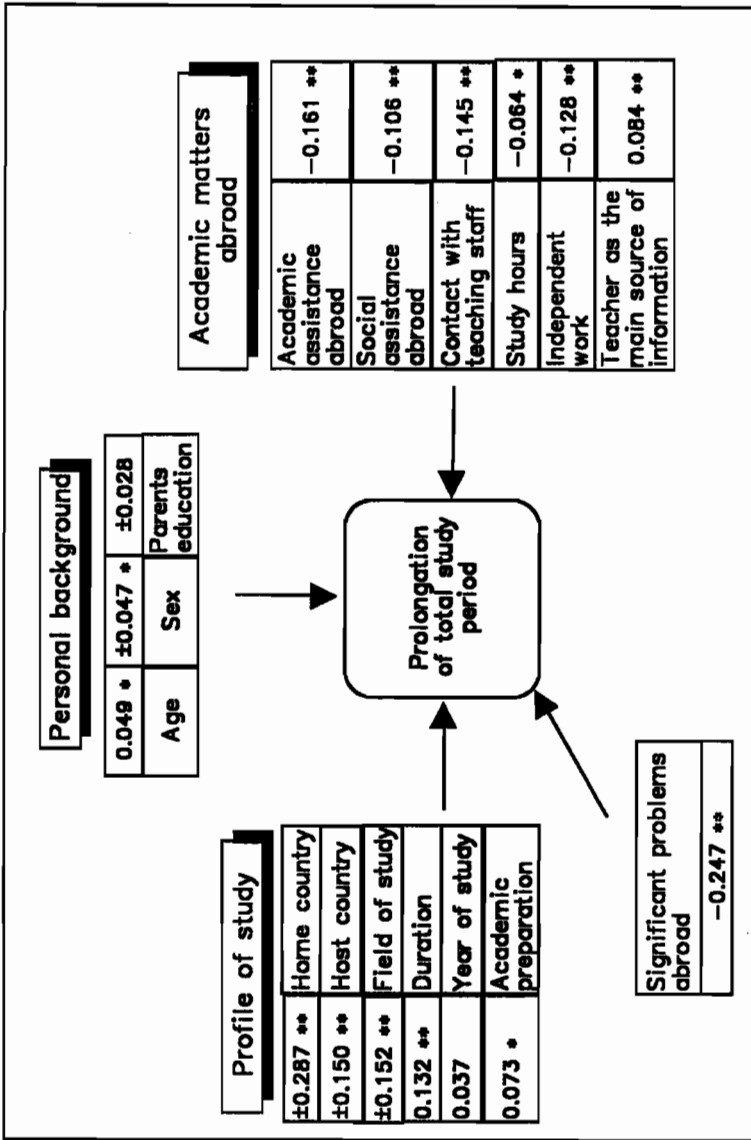 Personal background
0.049 * ±0.047 * ±0.028
Age Sex Parents
education
Profile of study
±0.287 ** Home country
±0.150 ** Host country
±0.152 ** Field of study
0.132 ** Duration
0.037 Year of study
0.073 * Academic
preparation
Prolongation
of total study
period
Academic matters
abroad
Academic
assistance
abroad −0.161 **
Social
assistance
abroad −0.106 **
Contact with
teaching staff −0.145 **
Study hours −0.064 *
Independent
work −0.128 **
Teacher as the
main source of
information 0.084 **
Significant problems
abroad
−0.247 **